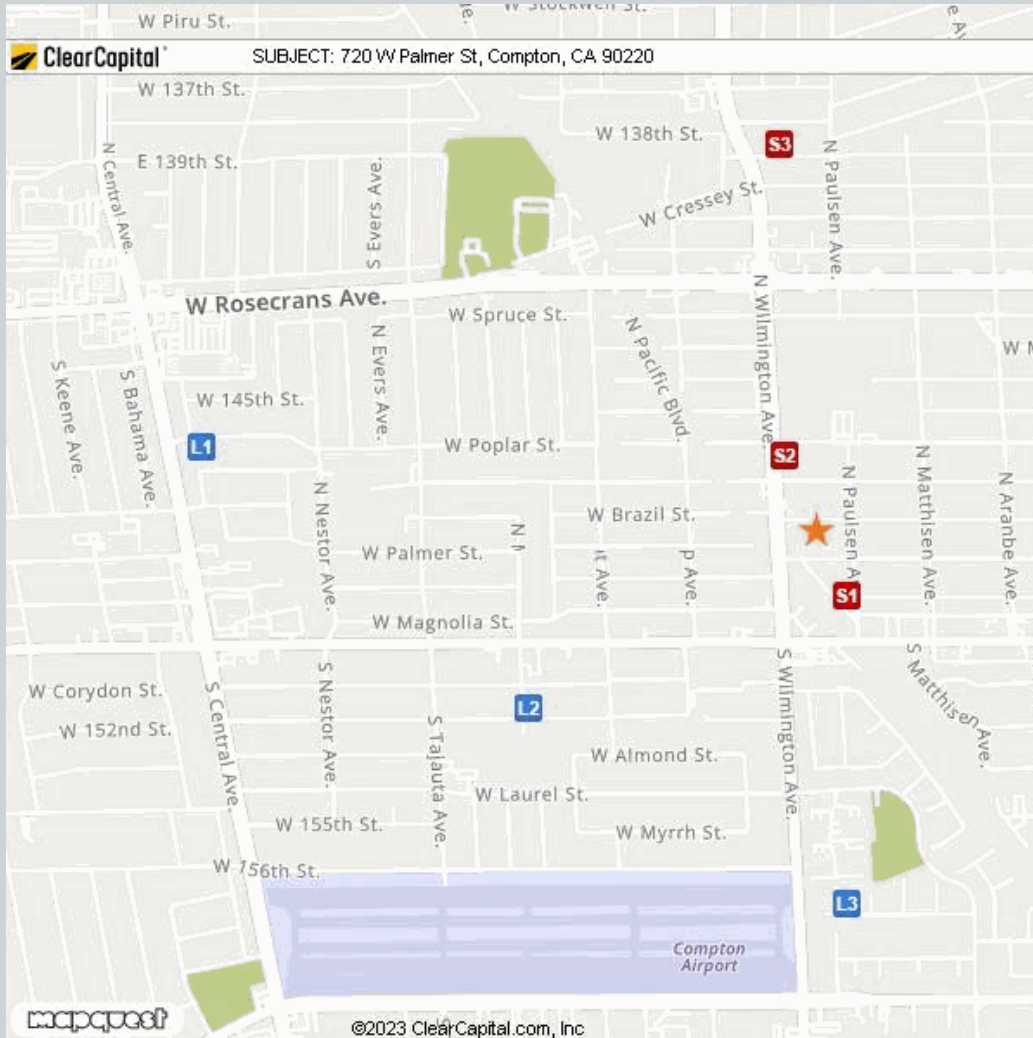 W Stockwell St.
W Piru St.
ClearCapital
SUBJECT: 720 W Palmer St, Compton, CA 90220
W 137th St.
W 138th St.
S3
N Central Ave.
E 139th St.
S Evers Ave.
N Paulsen Ave.
W Cressey St.
W Rosecrans Ave.
W Spruce St.
N Wilmington Ave.
N Pacific Blvd.
N Evers Ave.
S Keene Ave.
S Bahama Ave.
W 145th St.
L1
W Poplar St.
S2
N Nestor Ave.
N Paulsen A
N Matthisen Ave.
N Aranbe Ave.
W Brazil St.
W Palmer St.
t Ave.
p Ave.
S1
W Magnolia St.
W Corydon St.
S Nestor Ave.
S Central Ave.
S Wilmington Ave.
S Matthisen Ave.
L2
W 152nd St.
S Tajauta Ave.
W Almond St.
W Laurel St.
W 155th St.
W Myrrh St.
W 156th St.
L3
Compton
Airport
mapquest
©2023 ClearCapital.com, Inc